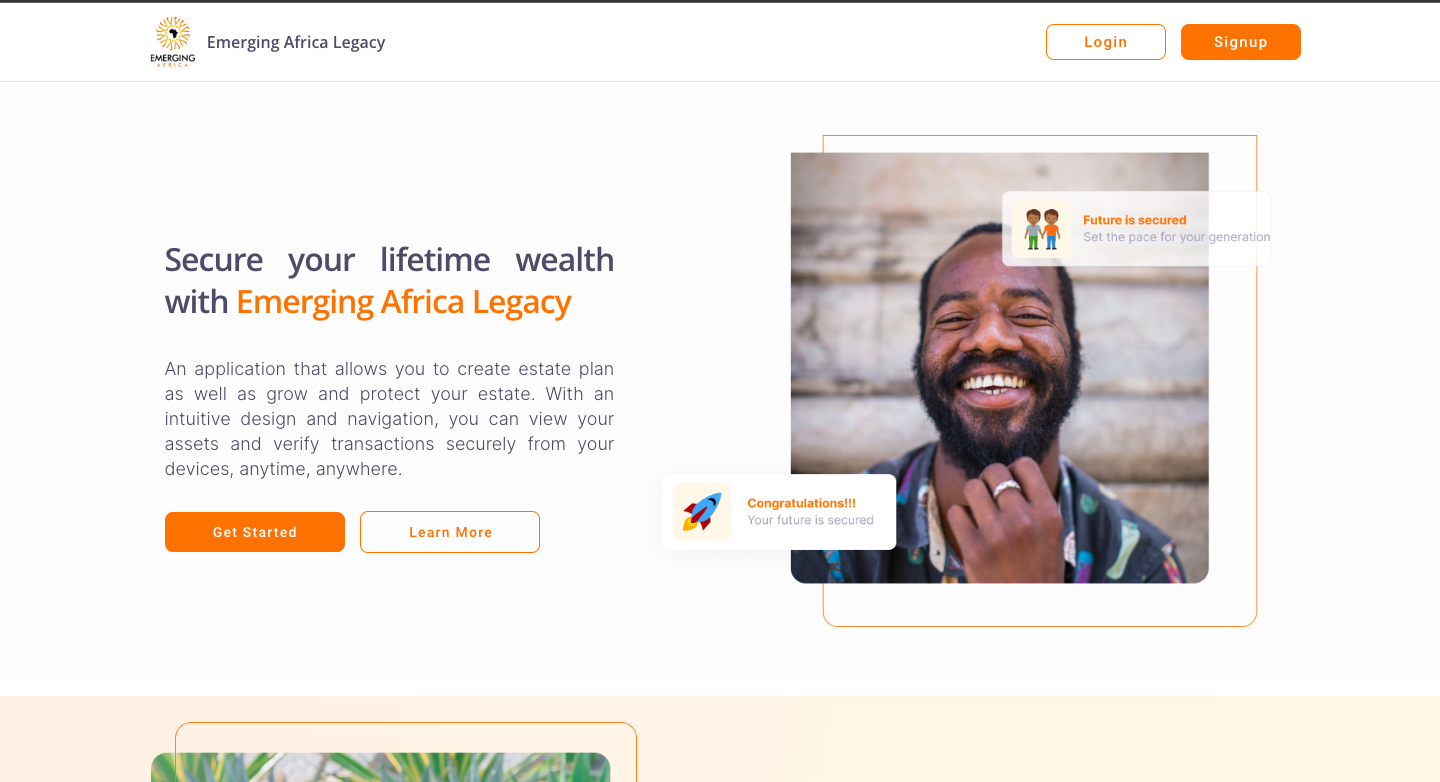 EMERGING
AFRICA
Emerging Africa Legacy
Login
Signup
Secure your lifetime wealth
with Emerging Africa Legacy
An application that allows you to create estate plan
as well as grow and protect your estate. With an
intuitive design and navigation, you can view your
assets and verify transactions securely from your
devices, anytime, anywhere.
Get Started
Learn More
Future is secured
Set the pace for your generation
Congratulations!!!
Your future is secured